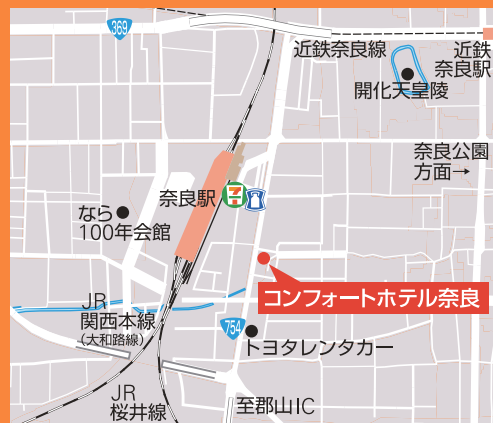 369
近鉄奈良線
近鉄
奈良駅
開化天皇陵
奈良公園
方面→
奈良駅
なら
100年会館
コンフォートホテル奈良
JR
関西本線
(大和路線)
754
トヨタレンタカー
JR
桜井線
至郡山IC